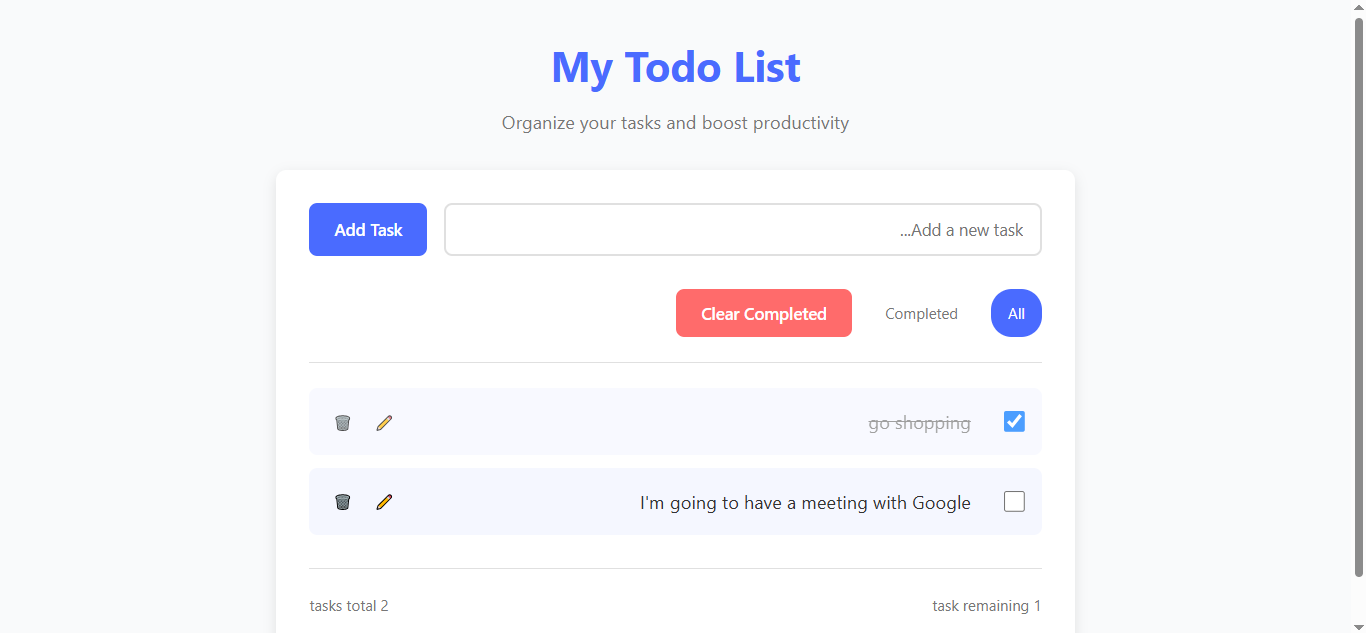 My Todo List
Organize your tasks and boost productivity
Add Task
...Add a new task
Clear Completed
Completed
All
go shopping
I'm going to have a meeting with Google
tasks total 2
task remaining 1